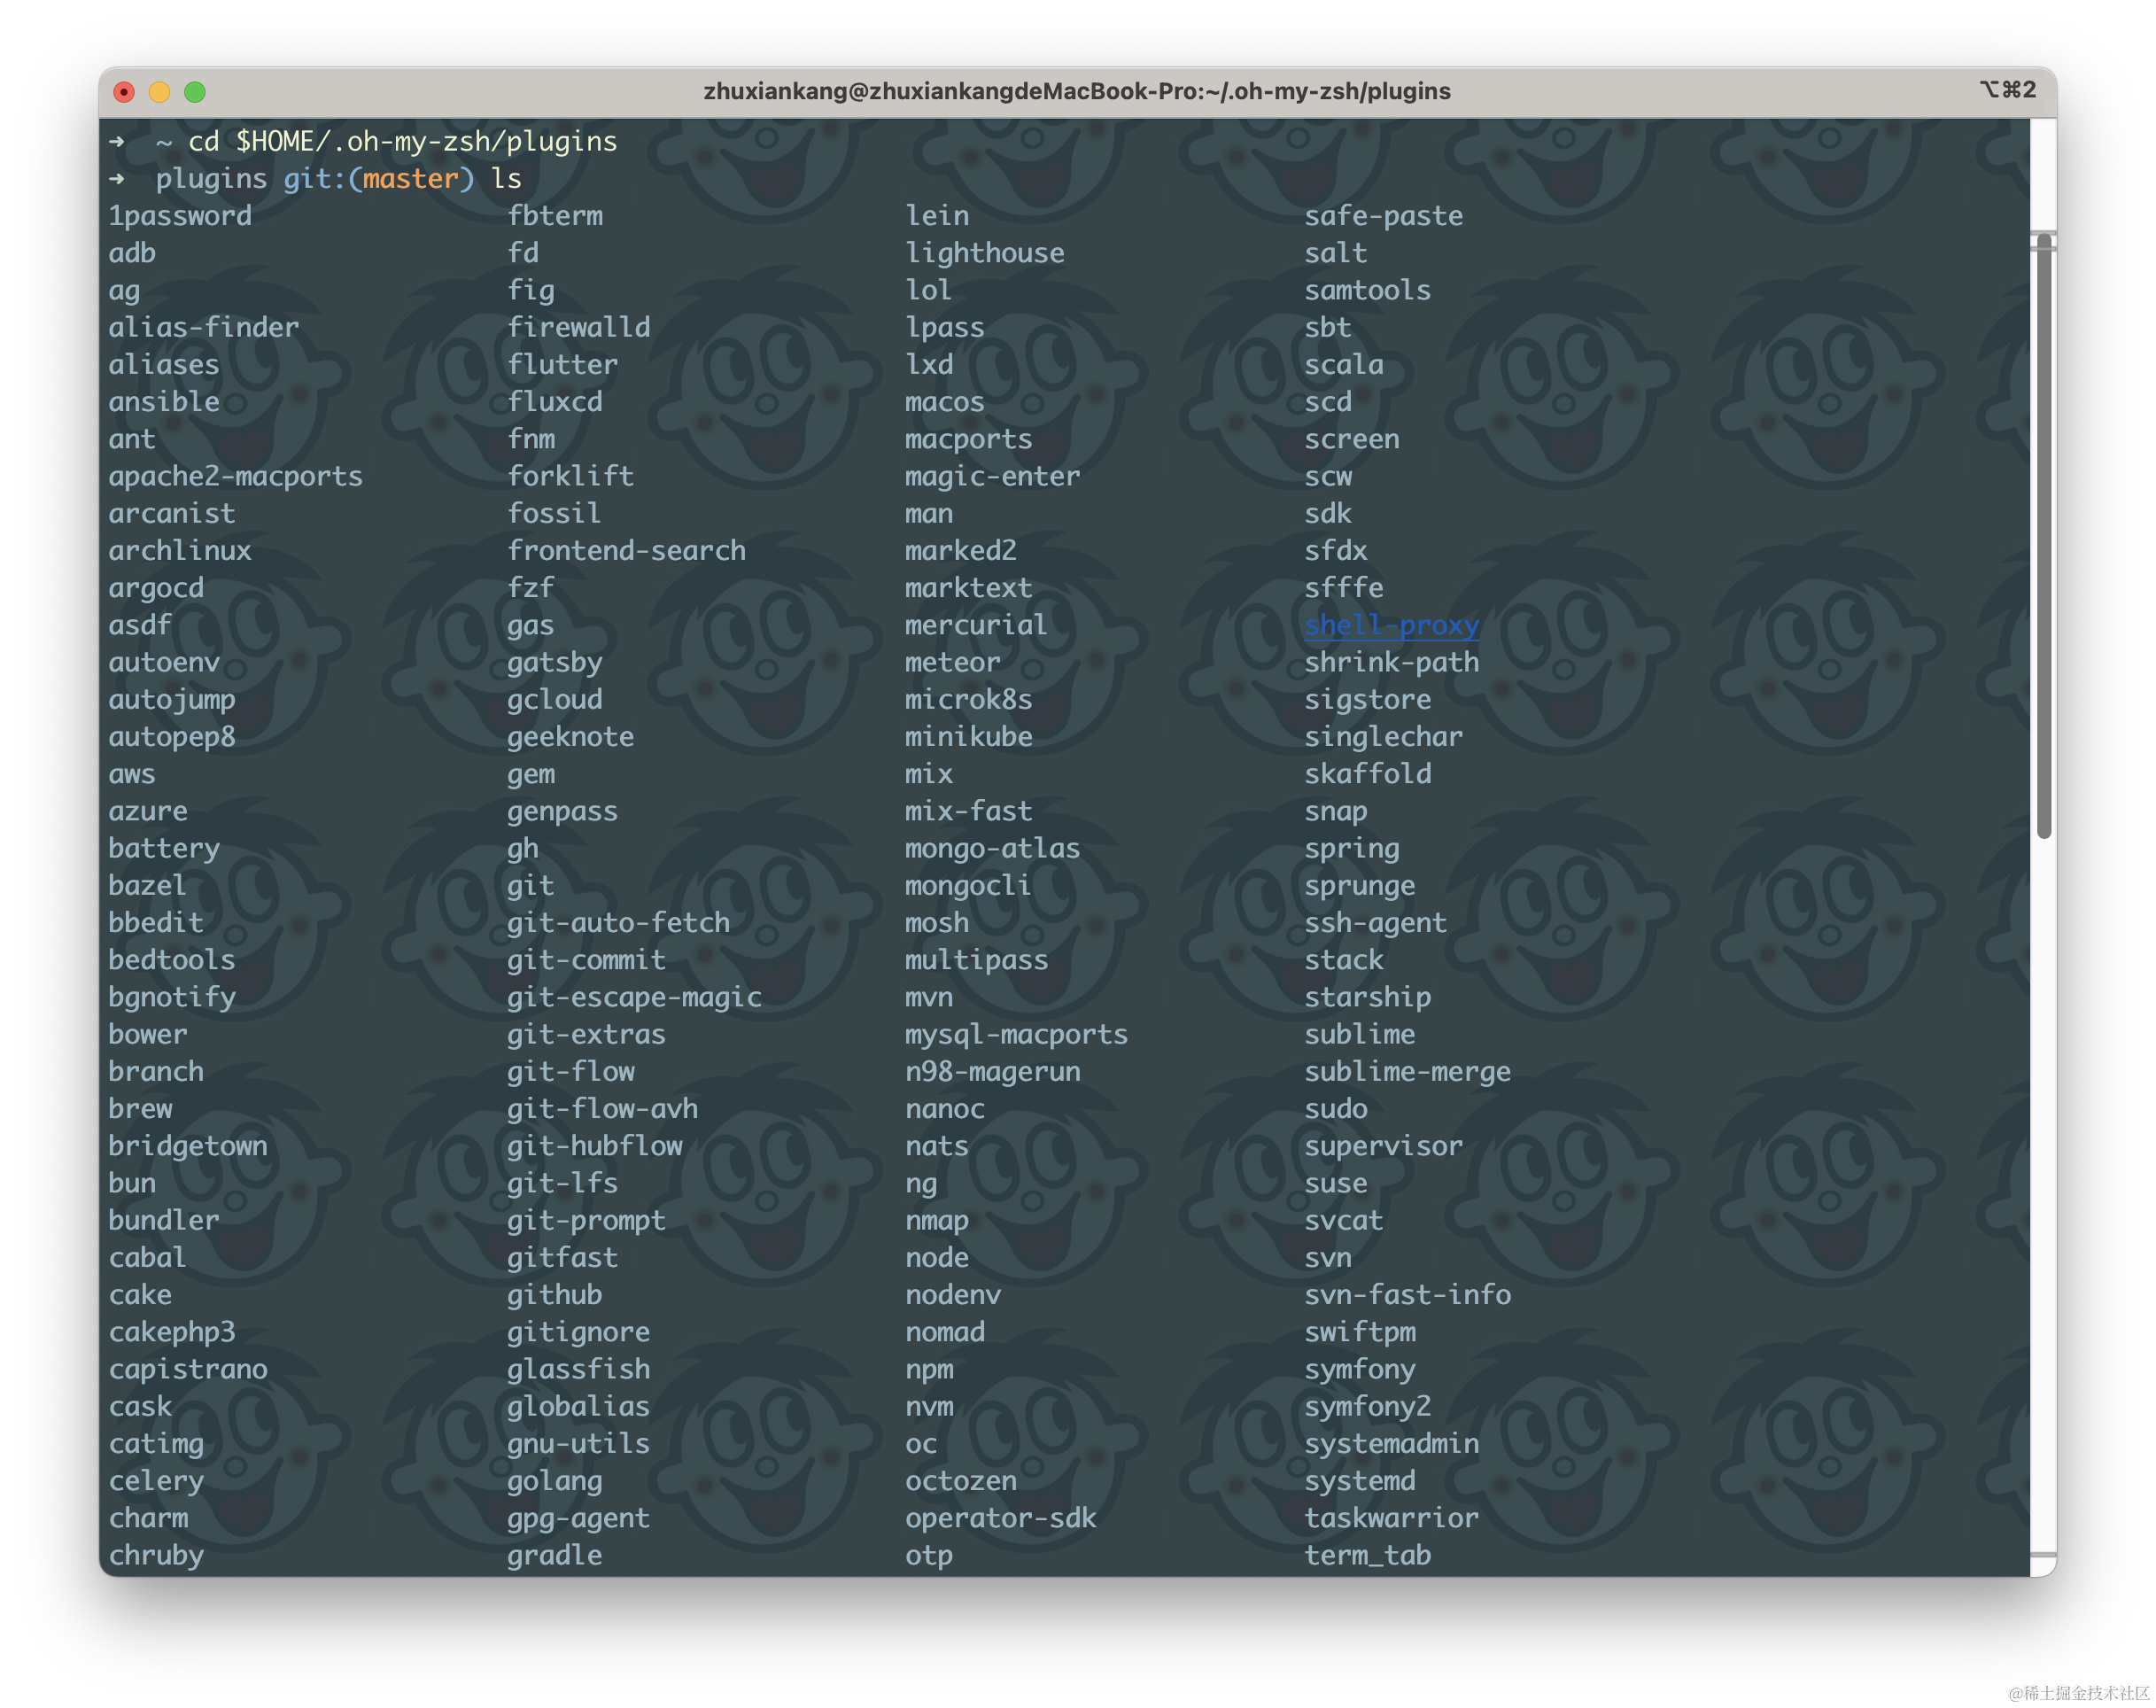 zhuxiankang@zhuxiankangdeMacBook-Pro:~/.oh-my-zsh/plugins ⌥⌘2
➜ ~ cd $HOME/.oh-my-zsh/plugins
➜ plugins git:(master) ls
1password fbterm lein safe-paste
adb fd lighthouse salt
ag fig lol samtools
alias-finder firewalld lpass sbt
aliases flutter lxd scala
ansible fluxcd macos scd
ant fnm macports screen
apache2-macports forklift magic-enter scw
arcanist fossil man sdk
archlinux frontend-search marked2 sfdx
argocd fzf marktext sfffe
asdf gas mercurial shell-proxy
autoenv gatsby meteor shrink-path
autojump gcloud microk8s sigstore
autopep8 geeknote minikube singlechar
aws gem mix skaffold
azure genpass mix-fast snap
battery gh mongo-atlas spring
bazel git mongocli sprunge
bbedit git-auto-fetch mosh ssh-agent
bedtools git-commit multipass stack
bgnotify git-escape-magic mvn starship
bower git-extras mysql-macports sublime
branch git-flow n98-magerun sublime-merge
brew git-flow-avh nanoc sudo
bridgetown git-hubflow nats supervisor
bun git-lfs ng suse
bundler git-prompt nmap svcat
cabal gitfast node svn
cake github nodenv svn-fast-info
cakephp3 gitignore nomad swiftpm
capistrano glassfish npm symfony
cask globalias nvm symfony2
catimg gnu-utils oc systemadmin
celery golang octozen systemd
charm gpg-agent operator-sdk taskwarrior
chruby gradle otp term_tab
@稀土掘金技术社区